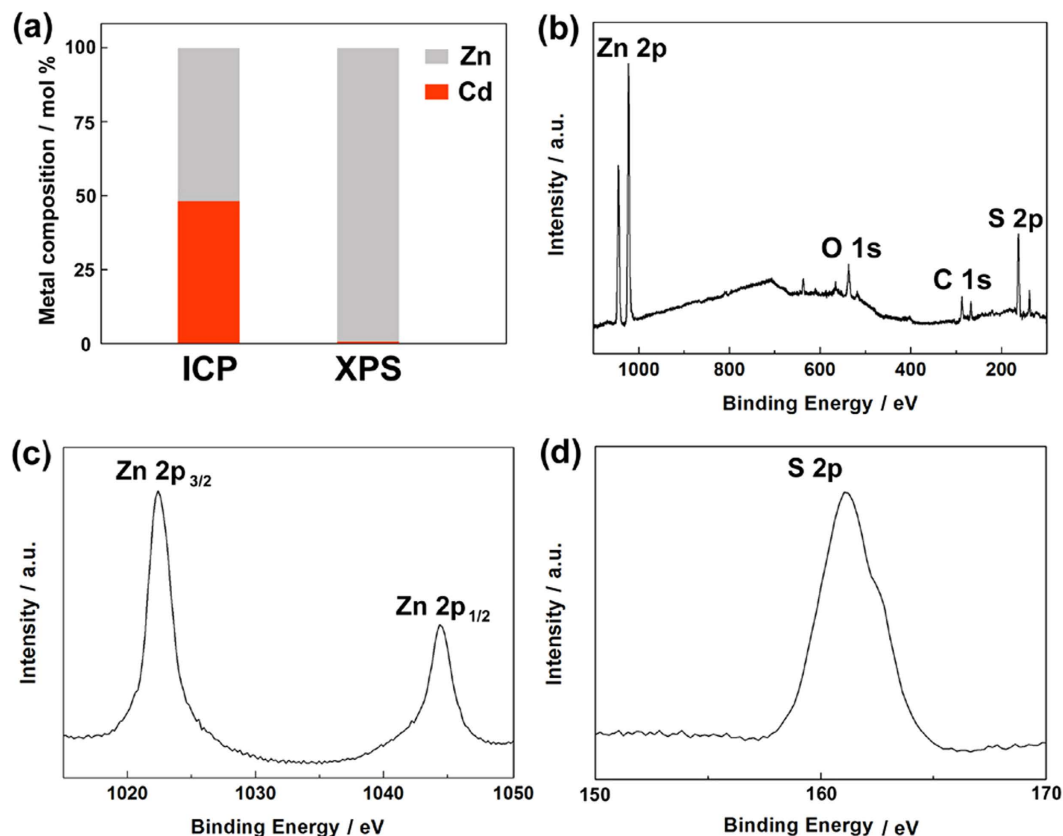 (a)
Metal composition / mol %
100
75
50
25
0
Zn
Cd
ICP XPS
(b)
Intensity / a.u.
Zn 2p
O 1s
C 1s
S 2p
1000 800 600 400 200
Binding Energy / eV
(c)
Intensity / a.u.
Zn 2p3/2
Zn 2p1/2
1020 1030 1040 1050
Binding Energy / eV
(d)
Intensity / a.u.
S 2p
150 160 170
Binding Energy / eV